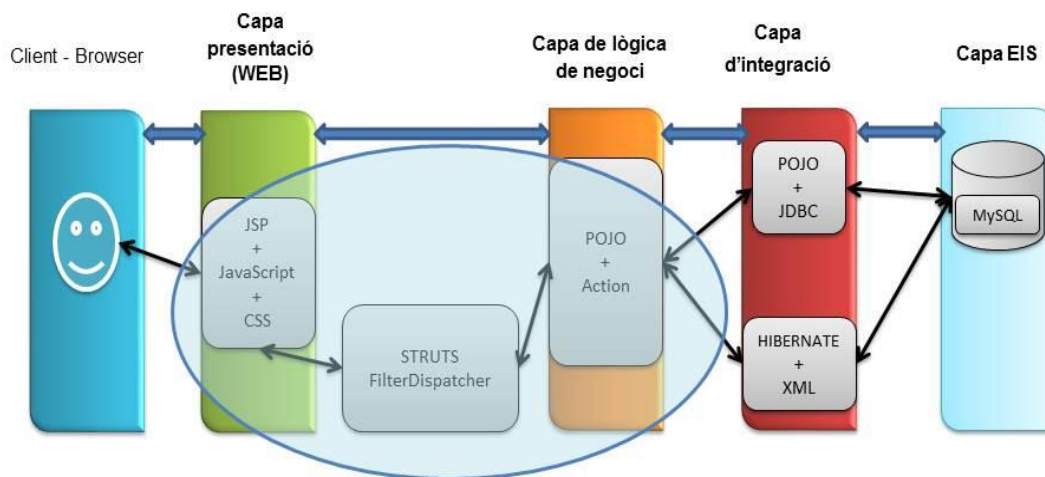 Client - Browser
Capa
presentació
(WEB)
Capa de lògica
de negoci
Capa
d'integració
Capa EIS
JSP
+
JavaScript
+
CSS
STRUTS
FilterDispatcher
POJO
+
Action
POJO
+
JDBC
HIBERNATE
+
XML
MySQL